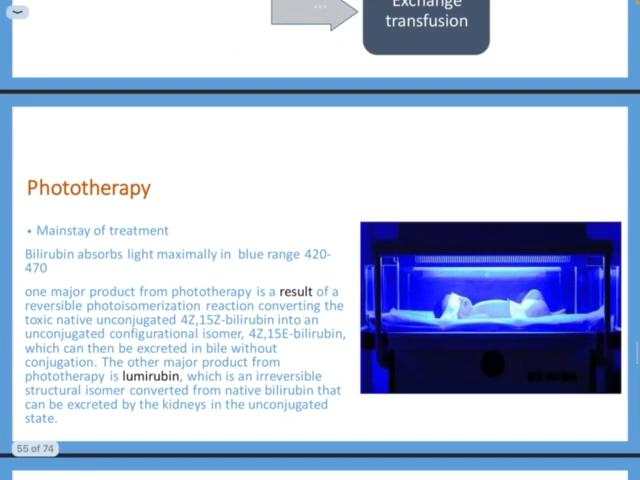 Exchange
transfusion
Phototherapy
• Mainstay of treatment
Bilirubin absorbs light maximally in blue range 420-
470
one major product from phototherapy is a result of a
reversible photoisomerization reaction converting the
toxic native unconjugated 4Z,15Z-bilirubin into an
unconjugated configurational isomer, 4Z,15E-bilirubin,
which can then be excreted in bile without
conjugation. The other major product from
phototherapy is lumirubin, which is an irreversible
structural isomer converted from native bilirubin that
can be excreted by the kidneys in the unconjugated
state.
55 of 74